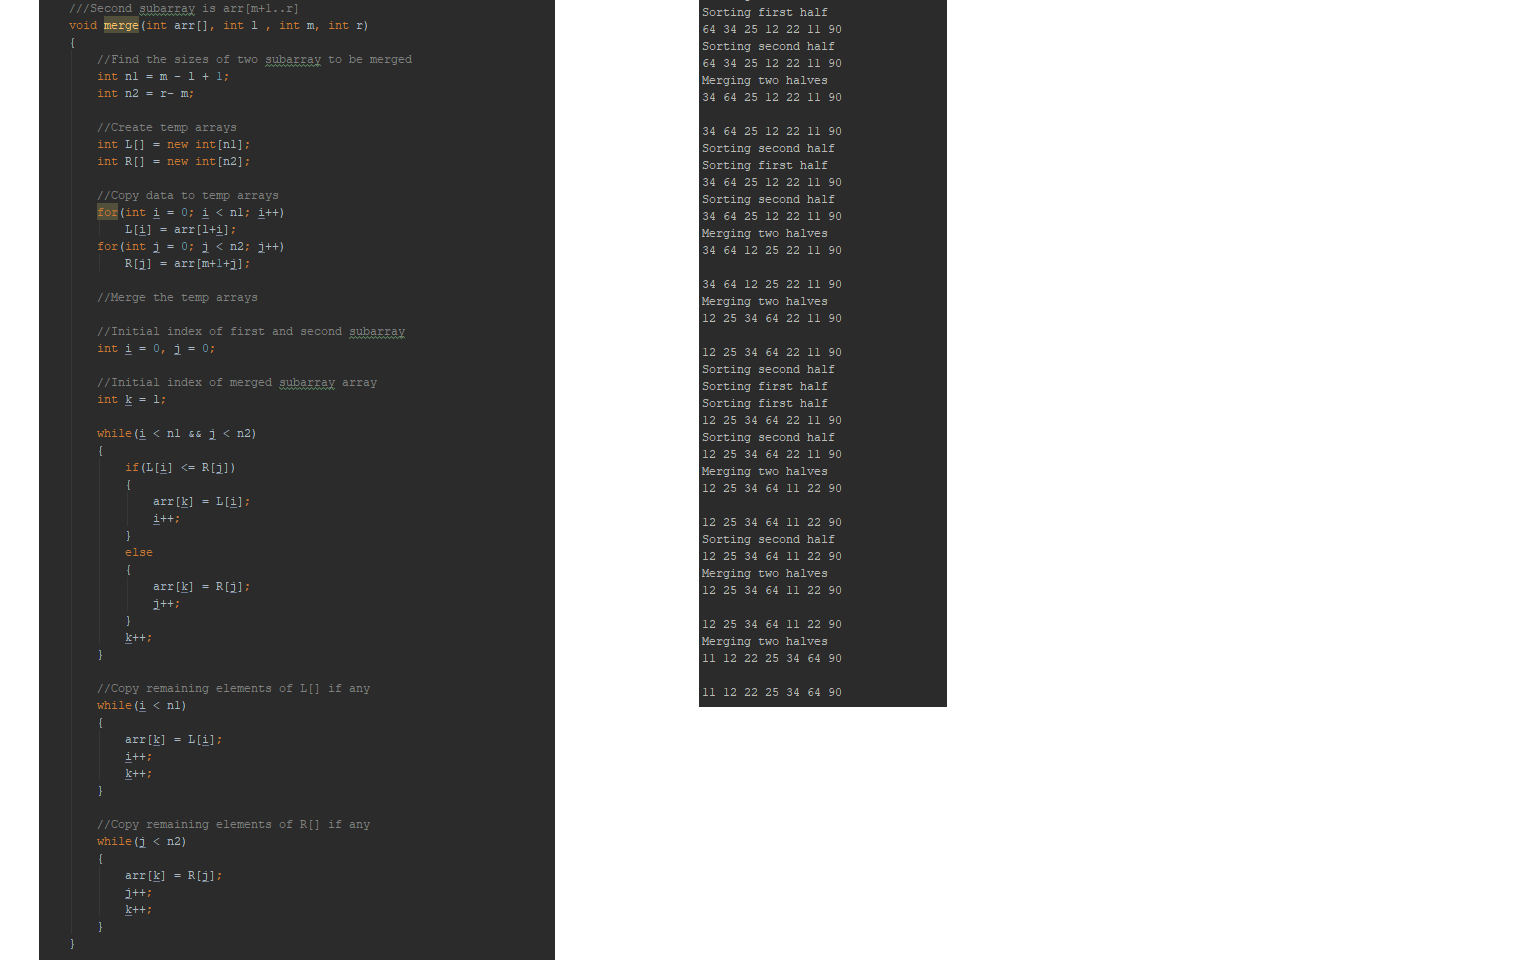 ///Second subarray is arr[m+1..r]
void merge(int arr[], int l , int m, int r)
{
//Find the sizes of two subarray to be merged
int n1 = m - l + 1;
int n2 = r- m;
//Create temp arrays
int L[] = new int[n1];
int R[] = new int[n2];
//Copy data to temp arrays
for(int i = 0; i < n1; i++)
L[i] = arr[l+i];
for(int j = 0; j < n2; j++)
R[j] = arr[m+1+j];
//Merge the temp arrays
//Initial index of first and second subarray
int i = 0, j = 0;
//Initial index of merged subarray array
int k = l;
while(i < n1 && j < n2)
{
if(L[i] <= R[j])
{
arr[k] = L[i];
i++;
}
else
{
arr[k] = R[j];
j++;
}
k++;
}
//Copy remaining elements of L[] if any
while(i < n1)
{
arr[k] = L[i];
i++;
k++;
}
//Copy remaining elements of R[] if any
while(j < n2)
{
arr[k] = R[j];
j++;
k++;
}
}
Sorting first half
64 34 25 12 22 11 90
Sorting second half
64 34 25 12 22 11 90
Merging two halves
34 64 25 12 22 11 90
34 64 25 12 22 11 90
Sorting second half
Sorting first half
34 64 25 12 22 11 90
Sorting second half
34 64 25 12 22 11 90
Merging two halves
34 64 12 25 22 11 90
34 64 12 25 22 11 90
Merging two halves
12 25 34 64 22 11 90
12 25 34 64 22 11 90
Sorting second half
Sorting first half
Sorting first half
12 25 34 64 22 11 90
Sorting second half
12 25 34 64 22 11 90
Merging two halves
12 25 34 64 11 22 90
12 25 34 64 11 22 90
Sorting second half
12 25 34 64 11 22 90
Merging two halves
12 25 34 64 11 22 90
12 25 34 64 11 22 90
Merging two halves
11 12 22 25 34 64 90
11 12 22 25 34 64 90